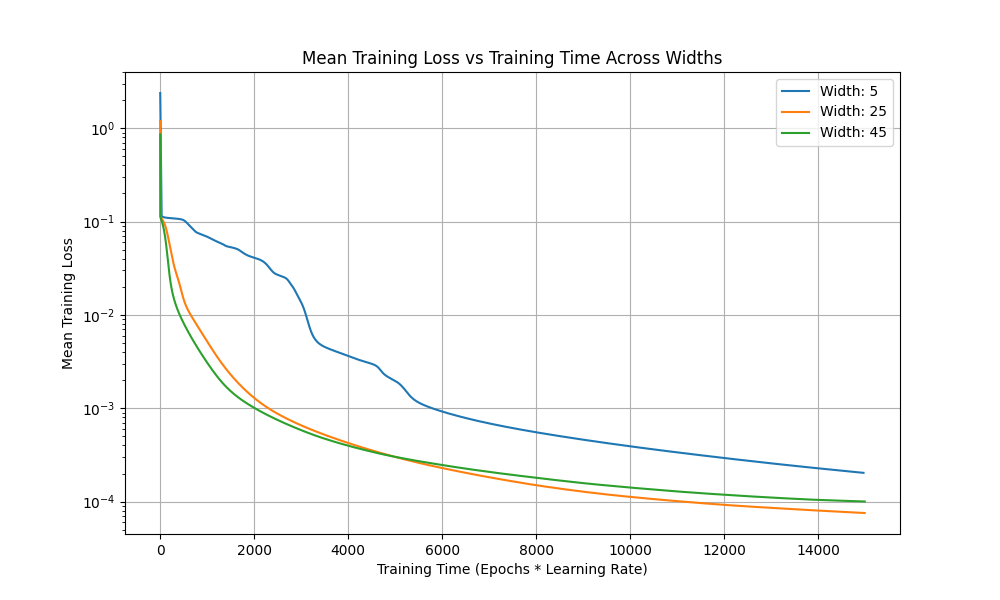 Mean Training Loss vs Training Time Across Widths
Width: 5
Width: 25
Width: 45
Mean Training Loss
10⁰
10⁻¹
10⁻²
10⁻³
10⁻⁴
0 2000 4000 6000 8000 10000 12000 14000
Training Time (Epochs * Learning Rate)